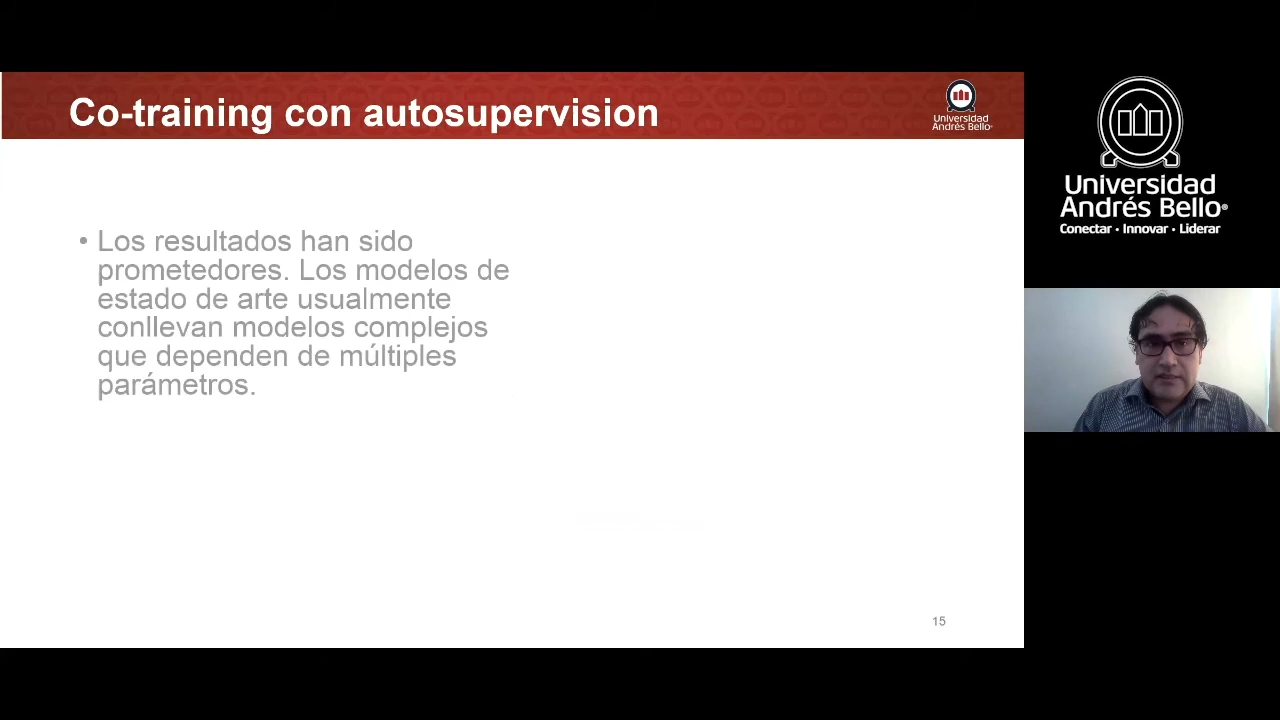 Co-training con autosupervision
Universidad
Andrés Bello
• Los resultados han sido
prometedores. Los modelos de
estado de arte usualmente
conllevan modelos complejos
que dependen de múltiples
parámetros.
15
Universidad
Andrés Bello®
Conectar • Innovar • Liderar